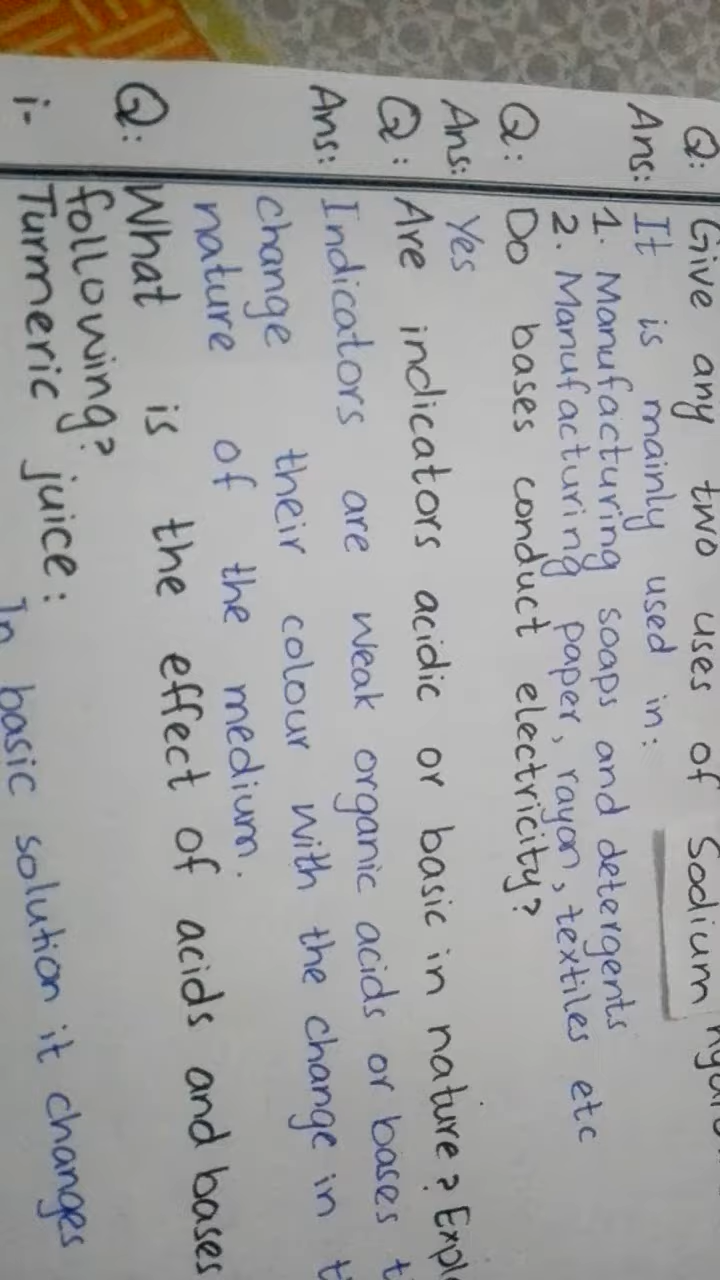 Q: Give any two uses of Sodium
Ans: It is mainly used in:
1. Manufacturing soaps and detergents
2. Manufacturing paper, rayon, textiles etc
Q: Do bases conduct electricity?
Ans: Yes
Q: Are indicators acidic or basic in nature? Expl
Ans: Indicators are weak organic acids or bases t
change their colour with the change in t
nature of the medium.
Q: What is the effect of acids and bases
following?
i- Turmeric juice:
In basic solution it changes